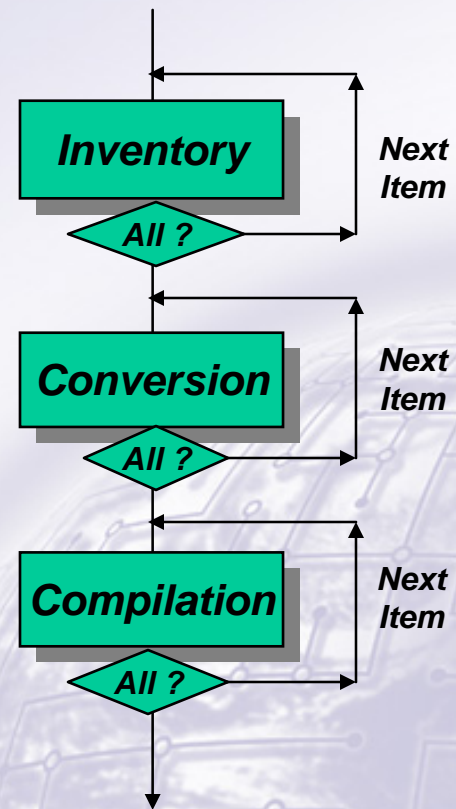 Inventory
Next
Item
All ?
Conversion
Next
Item
All ?
Compilation
Next
Item
All ?